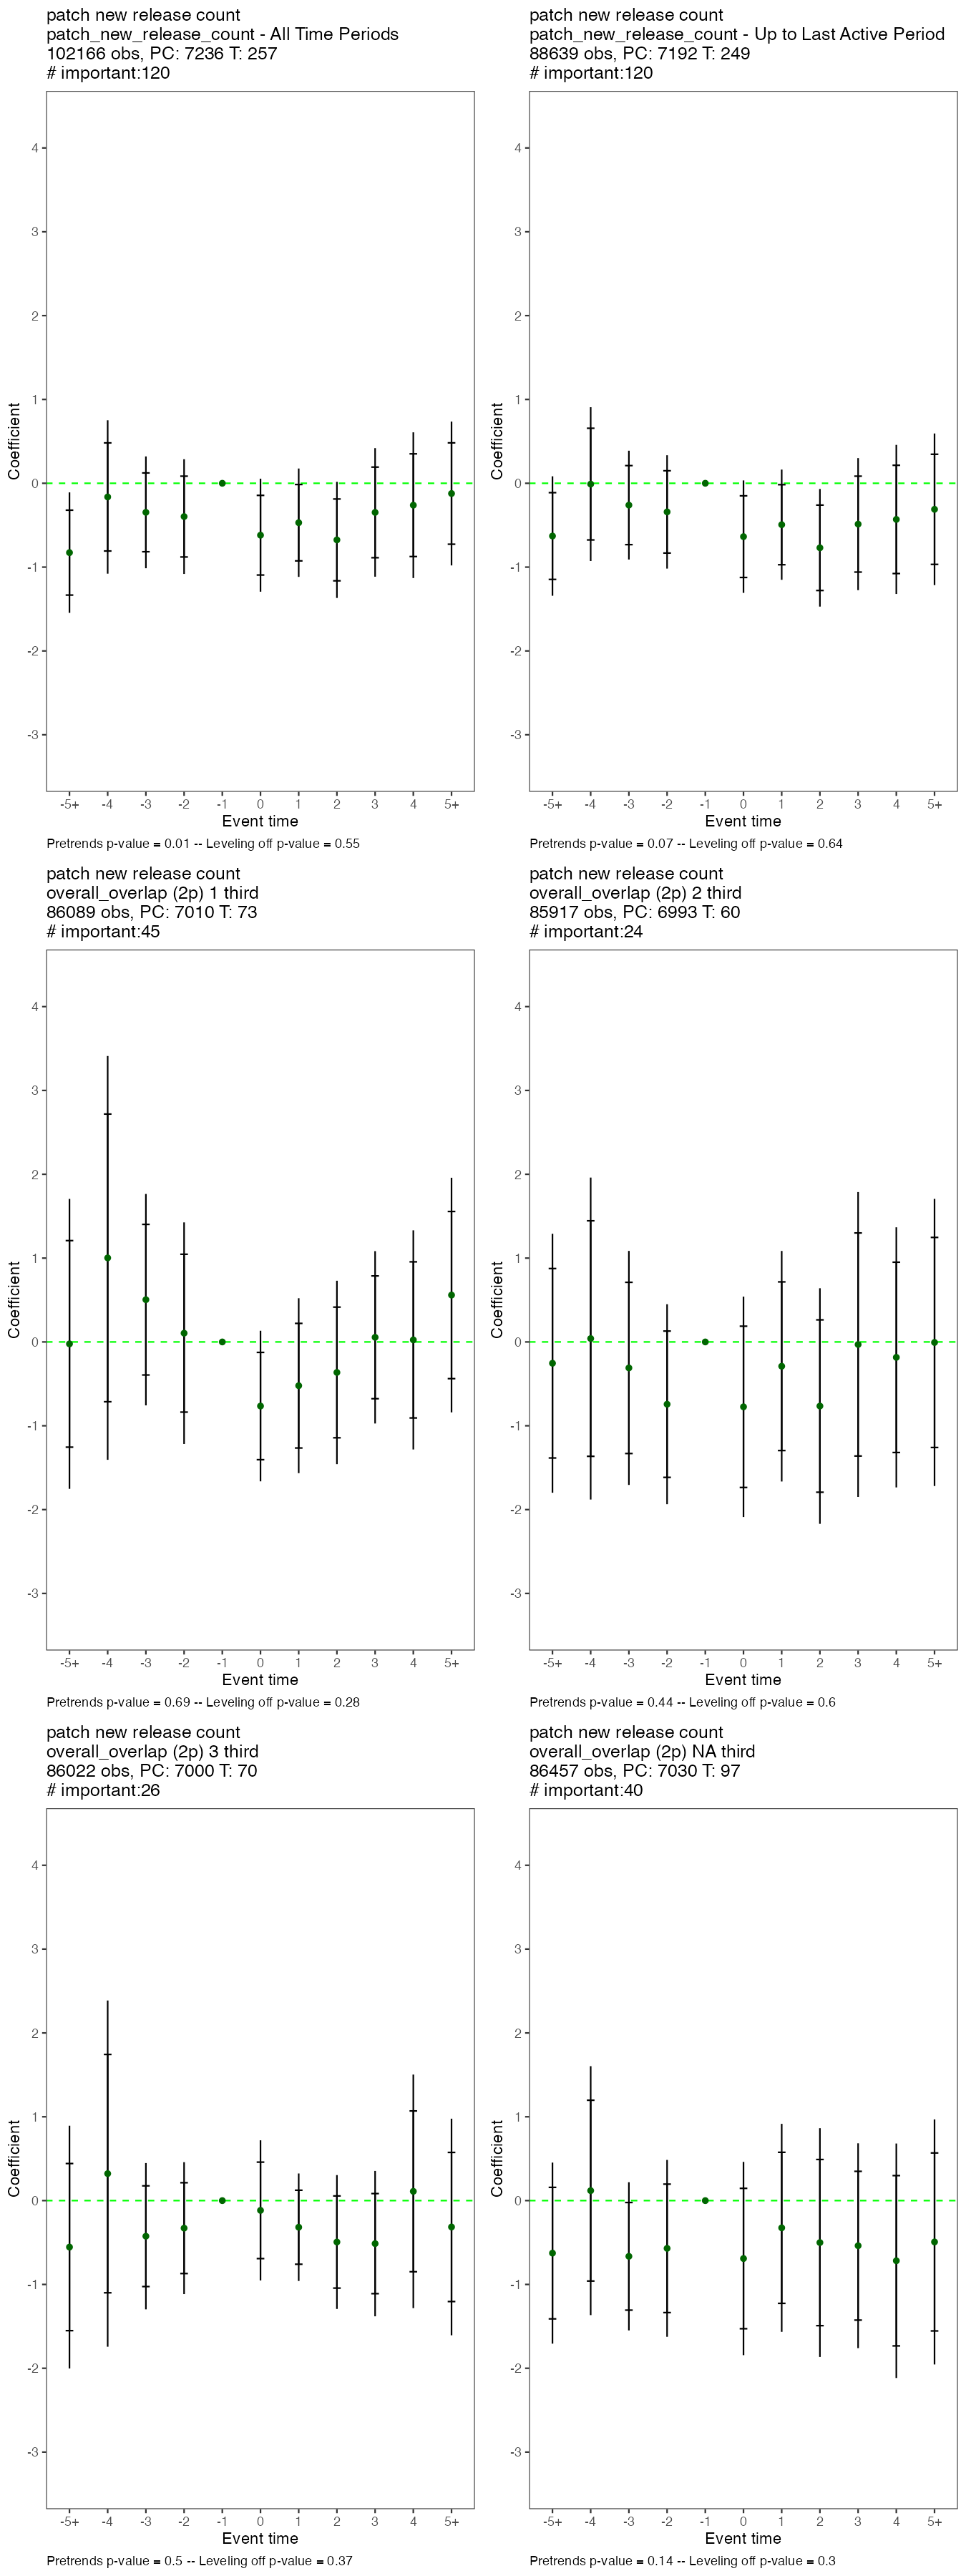 patch new release count
patch_new_release_count - All Time Periods
102166 obs, PC: 7236 T: 257
# important:120
4
3
2
1
0
-1
-2
-3
Coefficient
-5+ -4 -3 -2 -1 0 1 2 3 4 5+
Event time
Pretrends p-value = 0.01 -- Leveling off p-value = 0.55
patch new release count
patch_new_release_count - Up to Last Active Period
88639 obs, PC: 7192 T: 249
# important:120
4
3
2
1
0
-1
-2
-3
Coefficient
-5+ -4 -3 -2 -1 0 1 2 3 4 5+
Event time
Pretrends p-value = 0.07 -- Leveling off p-value = 0.64
patch new release count
overall_overlap (2p) 1 third
86089 obs, PC: 7010 T: 73
# important:45
4
3
2
1
0
-1
-2
-3
Coefficient
-5+ -4 -3 -2 -1 0 1 2 3 4 5+
Event time
Pretrends p-value = 0.69 -- Leveling off p-value = 0.28
patch new release count
overall_overlap (2p) 2 third
85917 obs, PC: 6993 T: 60
# important:24
4
3
2
1
0
-1
-2
-3
Coefficient
-5+ -4 -3 -2 -1 0 1 2 3 4 5+
Event time
Pretrends p-value = 0.44 -- Leveling off p-value = 0.6
patch new release count
overall_overlap (2p) 3 third
86022 obs, PC: 7000 T: 70
# important:26
4
3
2
1
0
-1
-2
-3
Coefficient
-5+ -4 -3 -2 -1 0 1 2 3 4 5+
Event time
Pretrends p-value = 0.5 -- Leveling off p-value = 0.37
patch new release count
overall_overlap (2p) NA third
86457 obs, PC: 7030 T: 97
# important:40
4
3
2
1
0
-1
-2
-3
Coefficient
-5+ -4 -3 -2 -1 0 1 2 3 4 5+
Event time
Pretrends p-value = 0.14 -- Leveling off p-value = 0.3